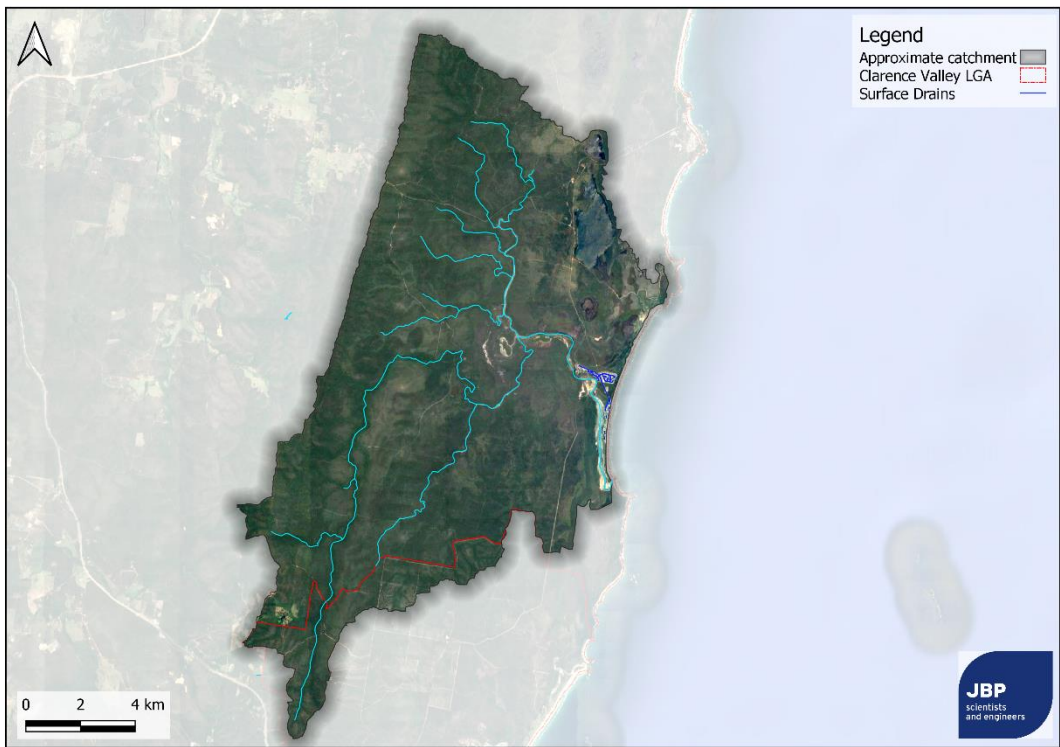 Legend
Approximate catchment
Clarence Valley LGA
Surface Drains
0 2 4 km
JBP
scientists
and engineers